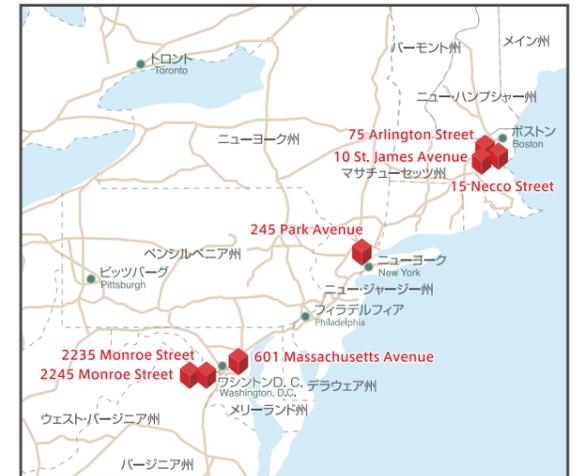 メイン州
バーモント州
トロント
Toronto
ニュー・ハンプシャー州
ボストン
Boston
75 Arlington Street
ニューヨーク州
10 St. James Avenue
マサチューセッツ州
15 Necco Street
245 Park Avenue
ペンシルベニア州
ニューヨーク
New York
ピッツバーグ
Pittsburgh
ニュー・ジャージー州
フィラデルフィア
Philadelphia
2235 Monroe Street
601 Massachusetts Avenue
2245 Monroe Street
ワシントンD. C.
Washington, D.C.
デラウェア州
メリーランド州
ウェスト・バージニア州
バージニア州